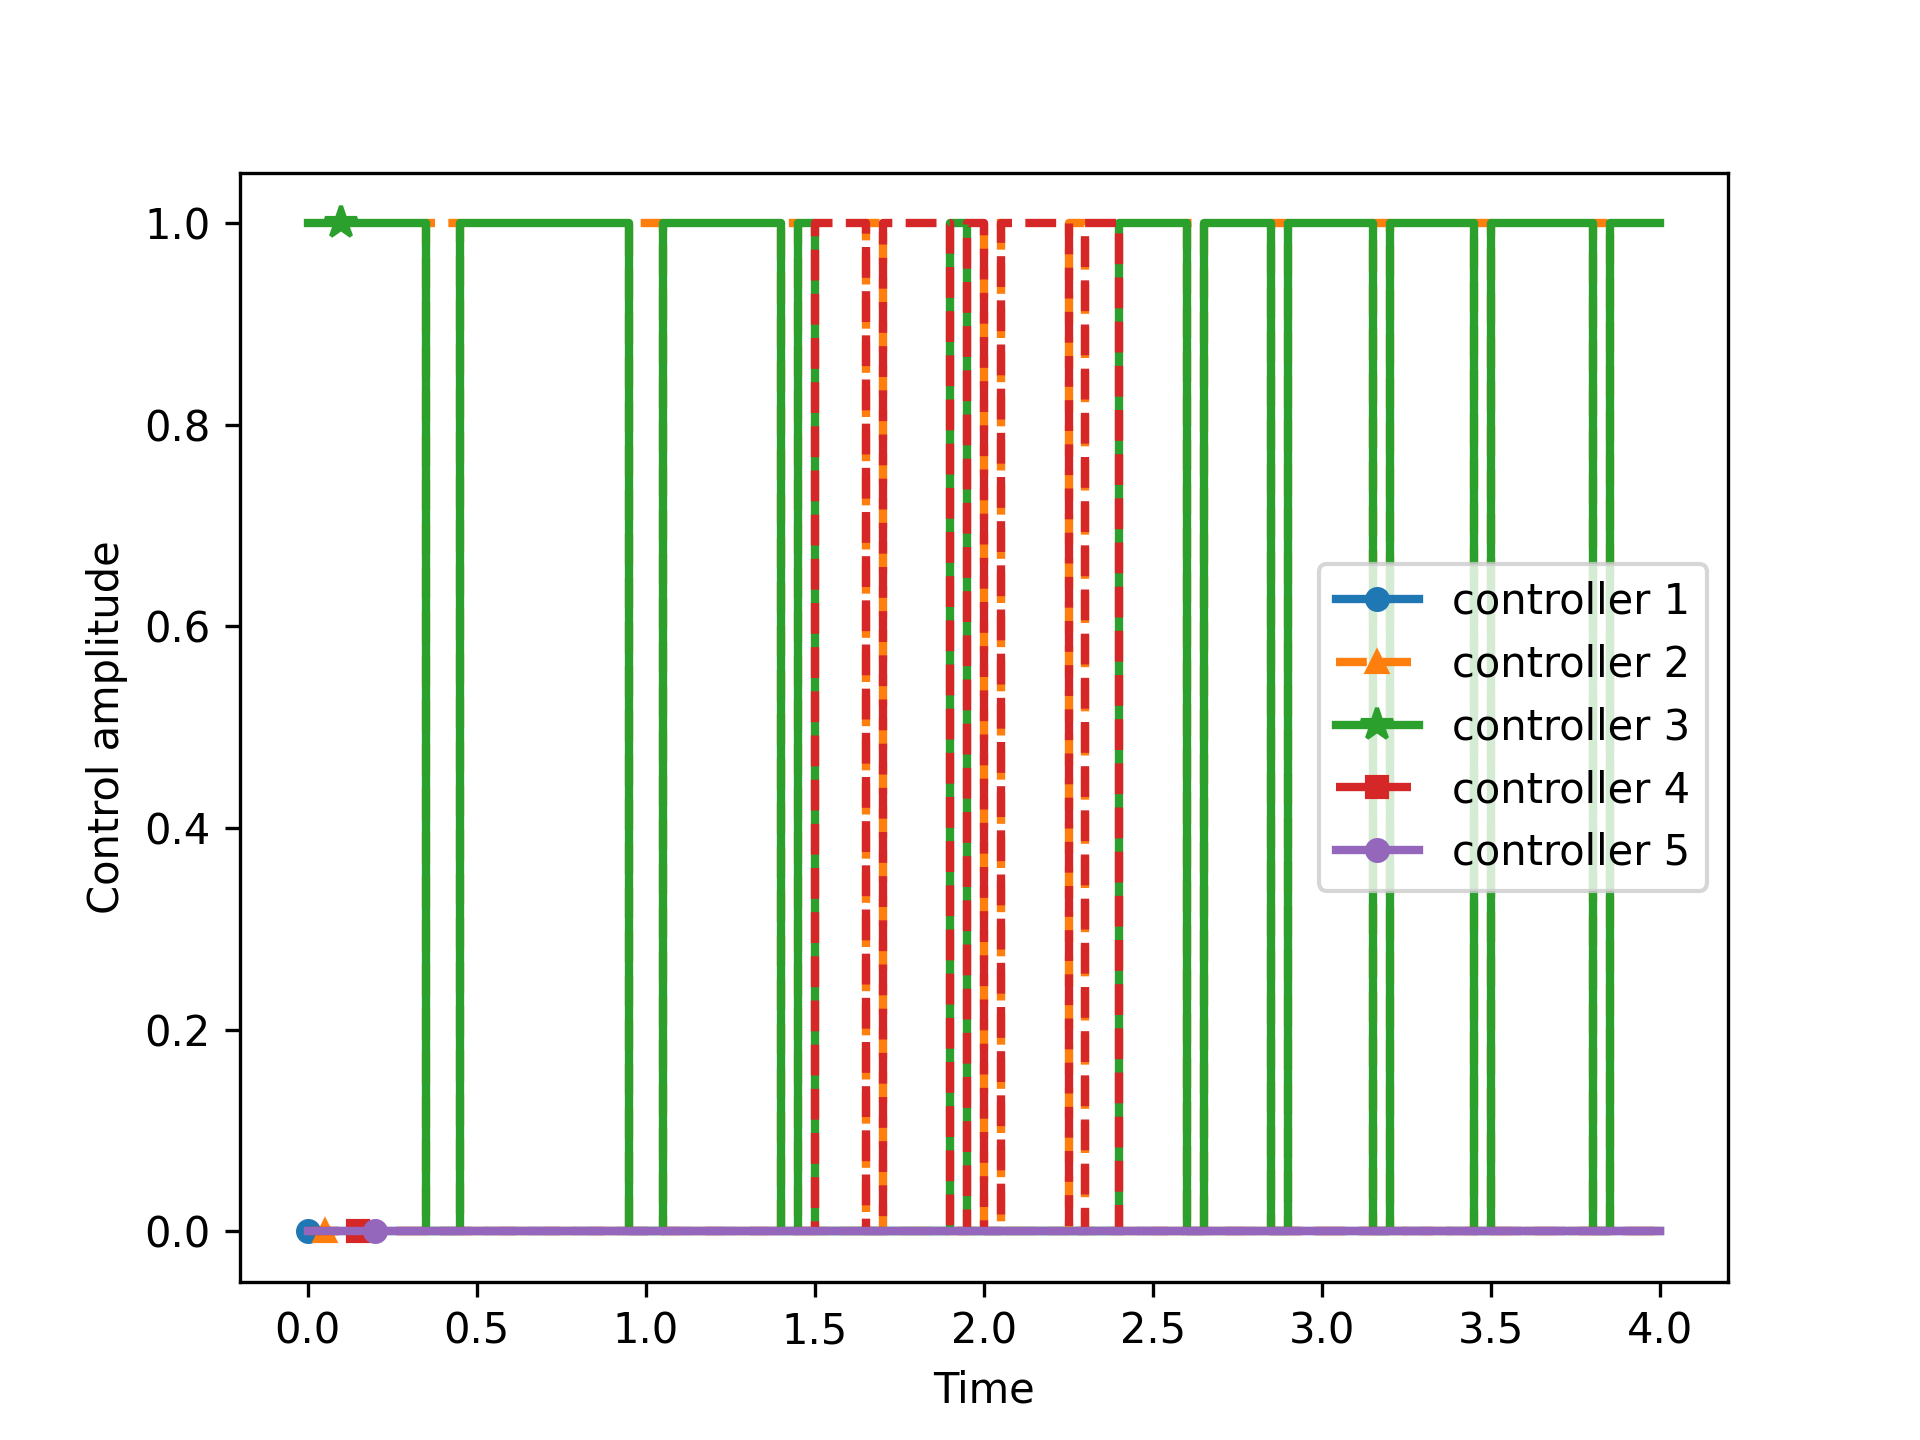 1.0
0.8
0.6
0.4
0.2
0.0
Control amplitude
controller 1
controller 2
controller 3
controller 4
controller 5
0.0 0.5 1.0 1.5 2.0 2.5 3.0 3.5 4.0
Time